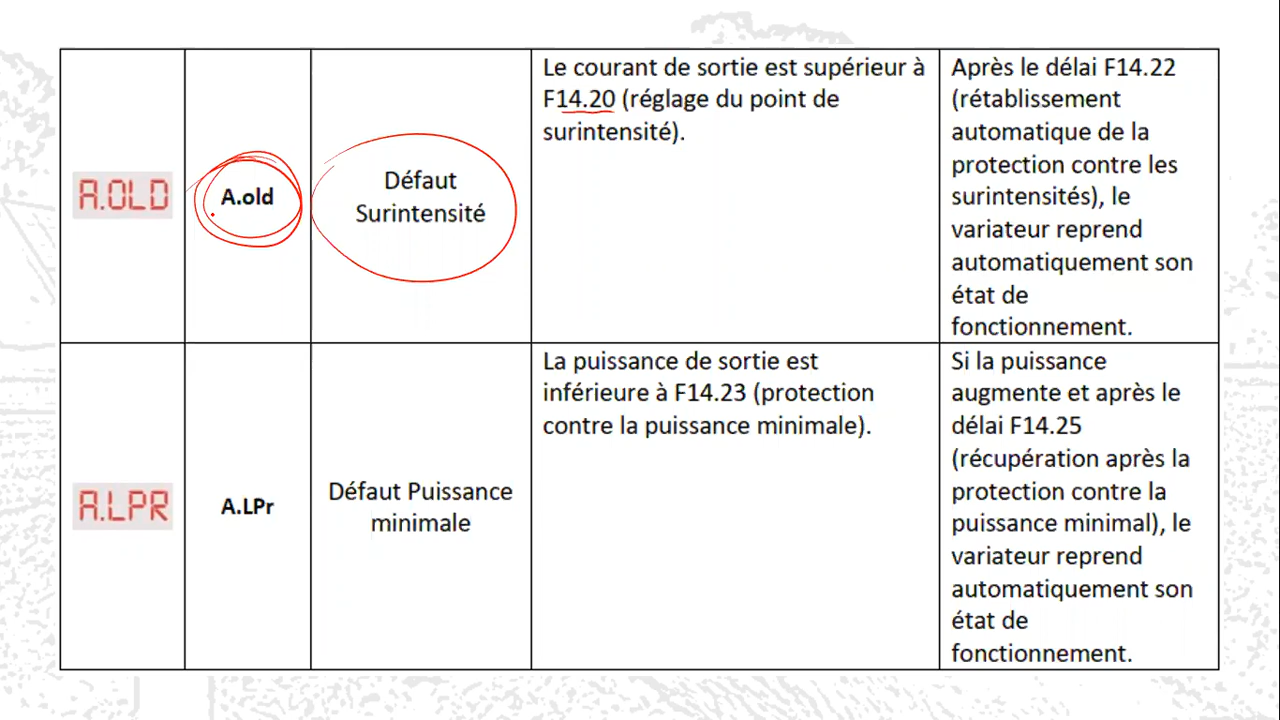 A.OLD
A.old
Défaut
Surintensité
Le courant de sortie est supérieur à
F14.20 (réglage du point de
surintensité).
Après le délai F14.22
(rétablissement
automatique de la
protection contre les
surintensités), le
variateur reprend
automatiquement son
état de
fonctionnement.
A.LPR
A.LPr
Défaut Puissance
minimale
La puissance de sortie est
inférieure à F14.23 (protection
contre la puissance minimale).
Si la puissance
augmente et après le
délai F14.25
(récupération après la
protection contre la
puissance minimal), le
variateur reprend
automatiquement son
état de
fonctionnement.